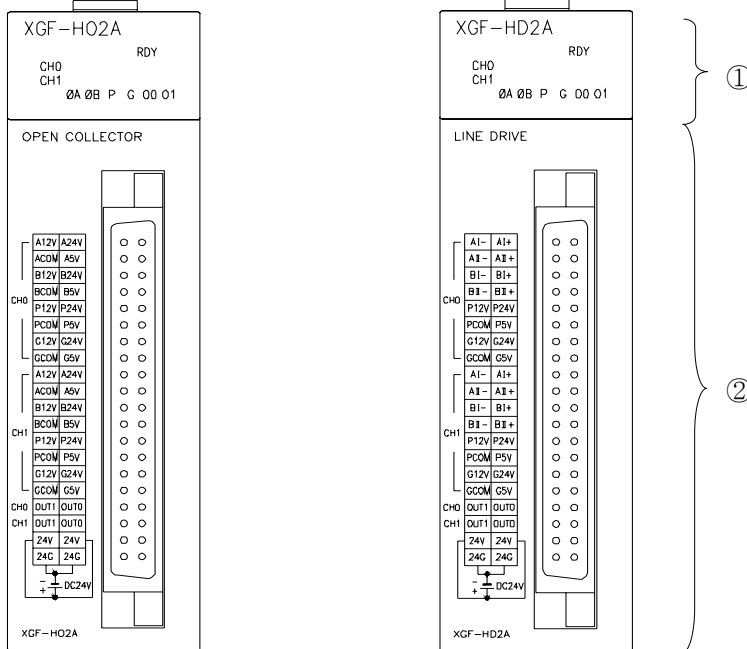 XGF-HO2A
RDY
CH0
CH1
ØA ØB P G 00 01
OPEN COLLECTOR
A12V A24V
ACOM A5V
B12V B24V
BCOM B5V
CH0
P12V P24V
PCOM P5V
G12V G24V
GCOM G5V
A12V A24V
ACOM A5V
B12V B24V
BCOM B5V
CH1
P12V P24V
PCOM P5V
G12V G24V
GCOM G5V
CH0 OUT1 OUT0
CH1 OUT1 OUT0
24V 24V
24G 24G
- + DC24V
XGF-HO2A
XGF-HD2A
RDY
CH0
CH1
ØA ØB P G 00 01
LINE DRIVE
AⅠ- AⅠ+
AⅡ- AⅡ+
BⅠ- BⅠ+
BⅡ- BⅡ+
CH0
P12V P24V
PCOM P5V
G12V G24V
GCOM G5V
AⅠ- AⅠ+
AⅡ- AⅡ+
BⅠ- BⅠ+
BⅡ- BⅡ+
CH1
P12V P24V
PCOM P5V
G12V G24V
GCOM G5V
CH0 OUT1 OUT0
CH1 OUT1 OUT0
24V 24V
24G 24G
- + DC24V
XGF-HD2A
①
②